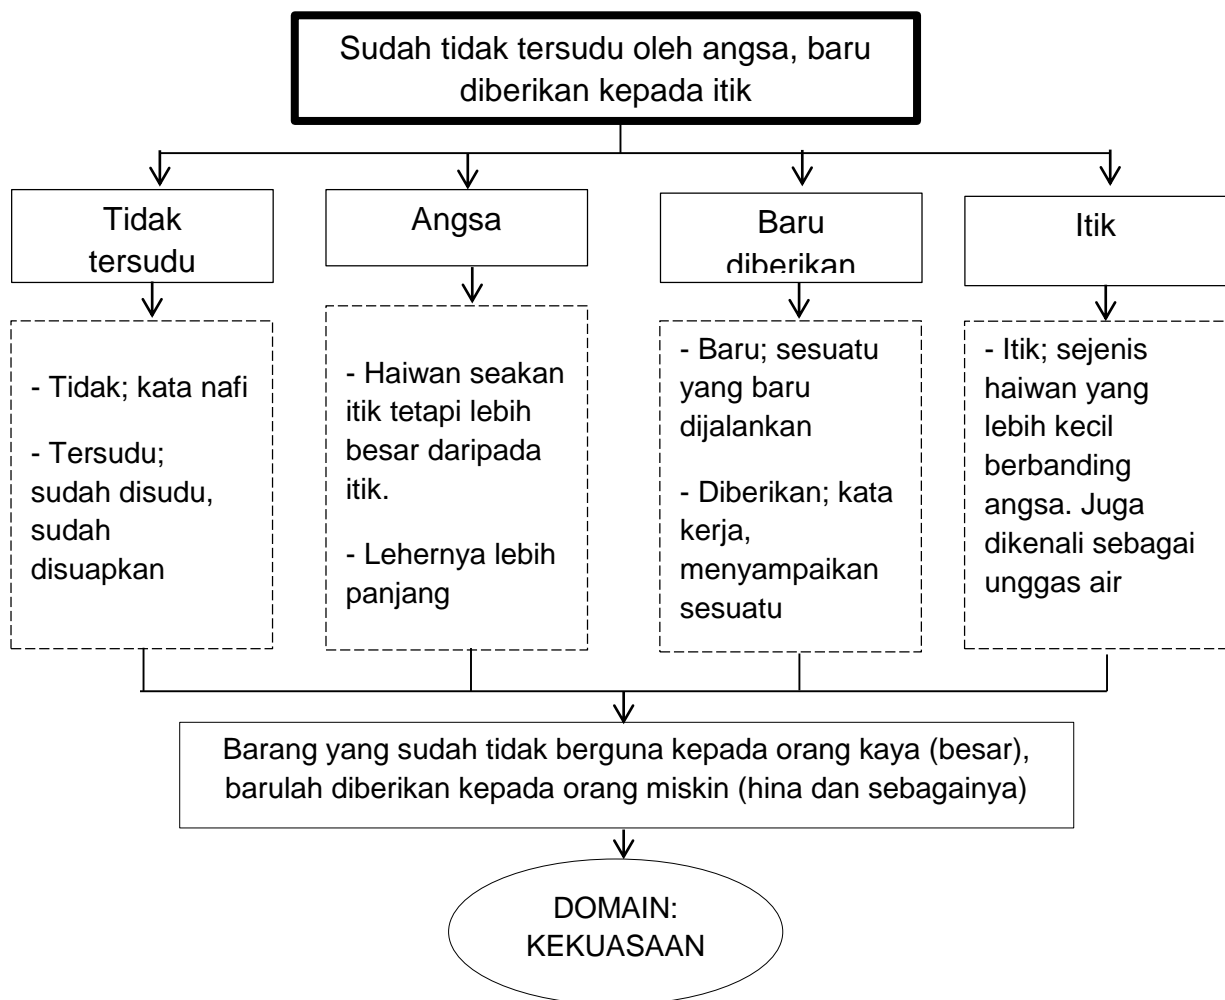 Sudah tidak tersudu oleh angsa, baru
diberikan kepada itik
Tidak
tersudu
Angsa
Baru
diberikan
Itik
- Tidak; kata nafi
- Tersudu;
sudah disudu,
sudah
disuapkan
- Haiwan seakan
itik tetapi lebih
besar daripada
itik.
- Lehernya lebih
panjang
- Baru; sesuatu
yang baru
dijalankan
- Diberikan; kata
kerja,
menyampaikan
sesuatu
- Itik; sejenis
haiwan yang
lebih kecil
berbanding
angsa. Juga
dikenali sebagai
unggas air
Barang yang sudah tidak berguna kepada orang kaya (besar),
barulah diberikan kepada orang miskin (hina dan sebagainya)
DOMAIN:
KEKUASAAN